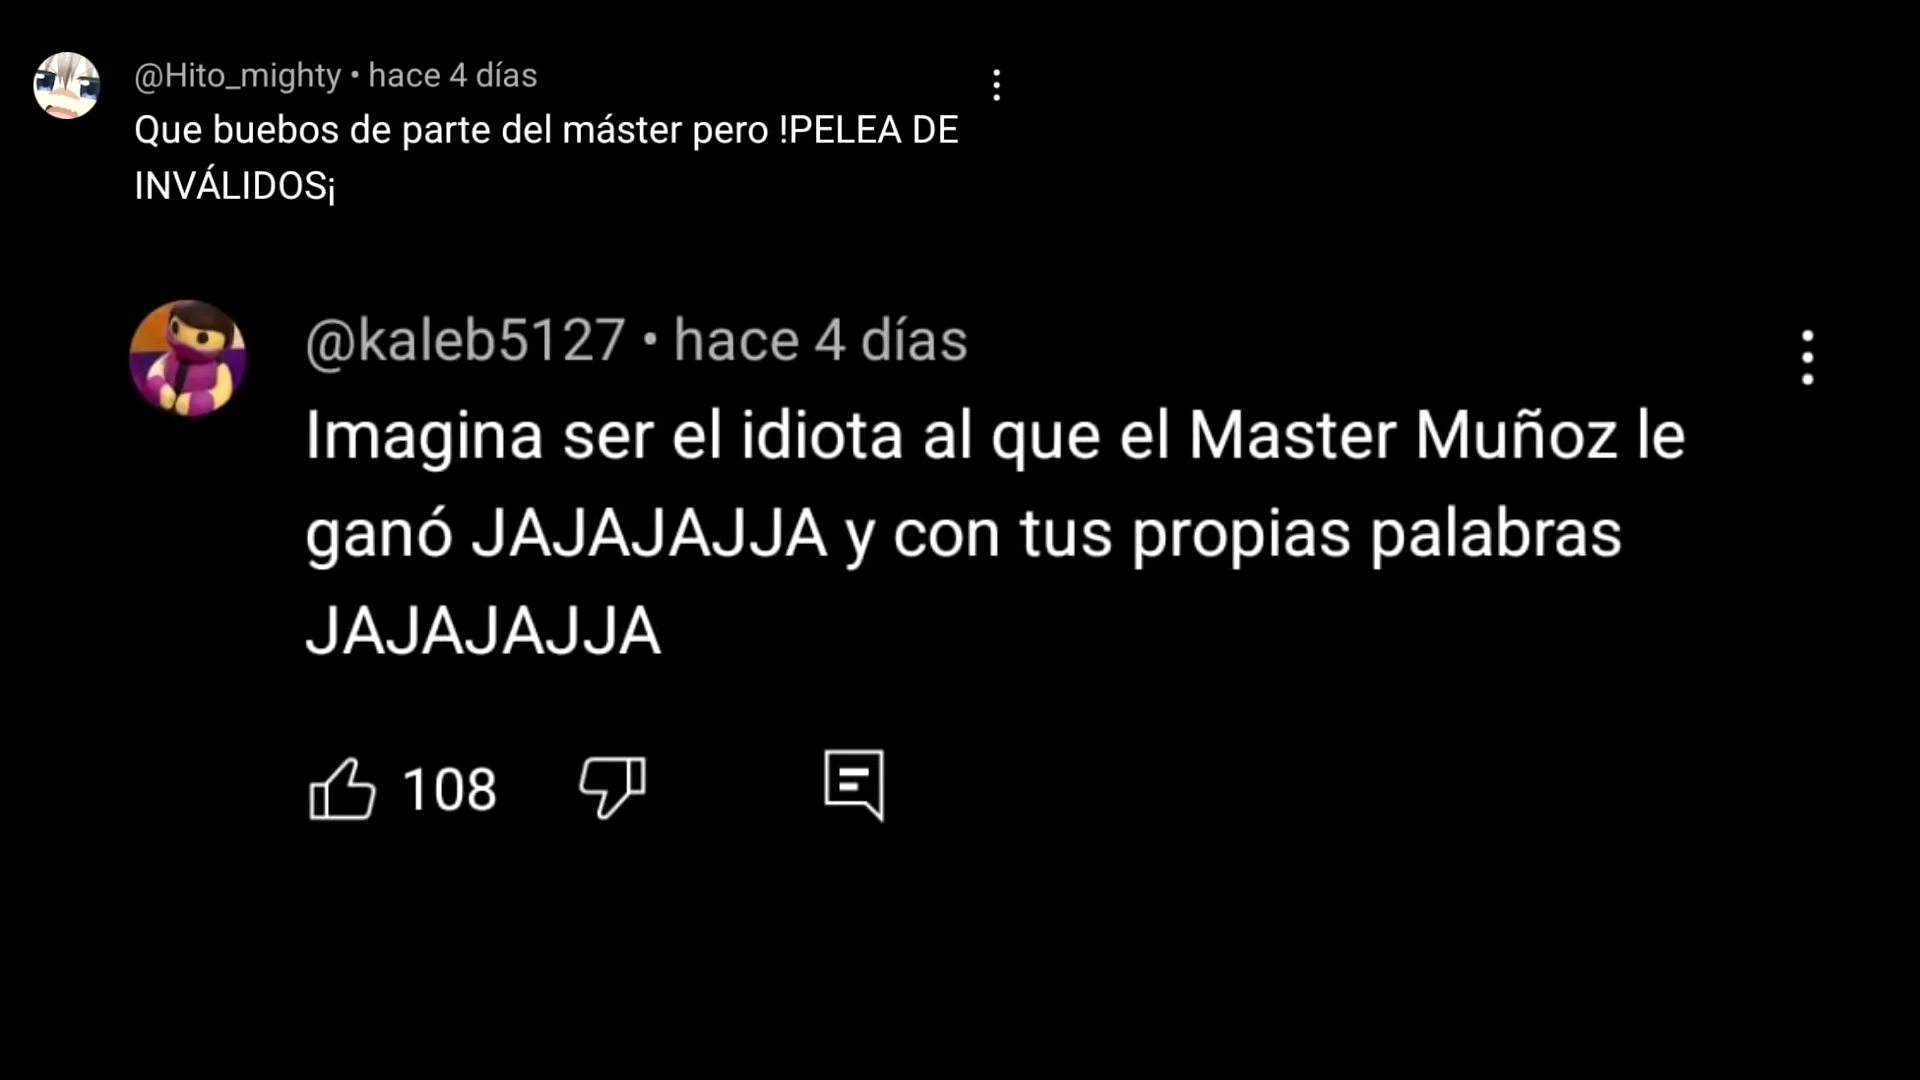 @Hito_mighty • hace 4 días
Que buebos de parte del máster pero !PELEA DE
INVÁLIDOS¡
@kaleb5127 • hace 4 días
Imagina ser el idiota al que el Master Muñoz le
ganó JAJAJAJJA y con tus propias palabras
JAJAJAJJA
108